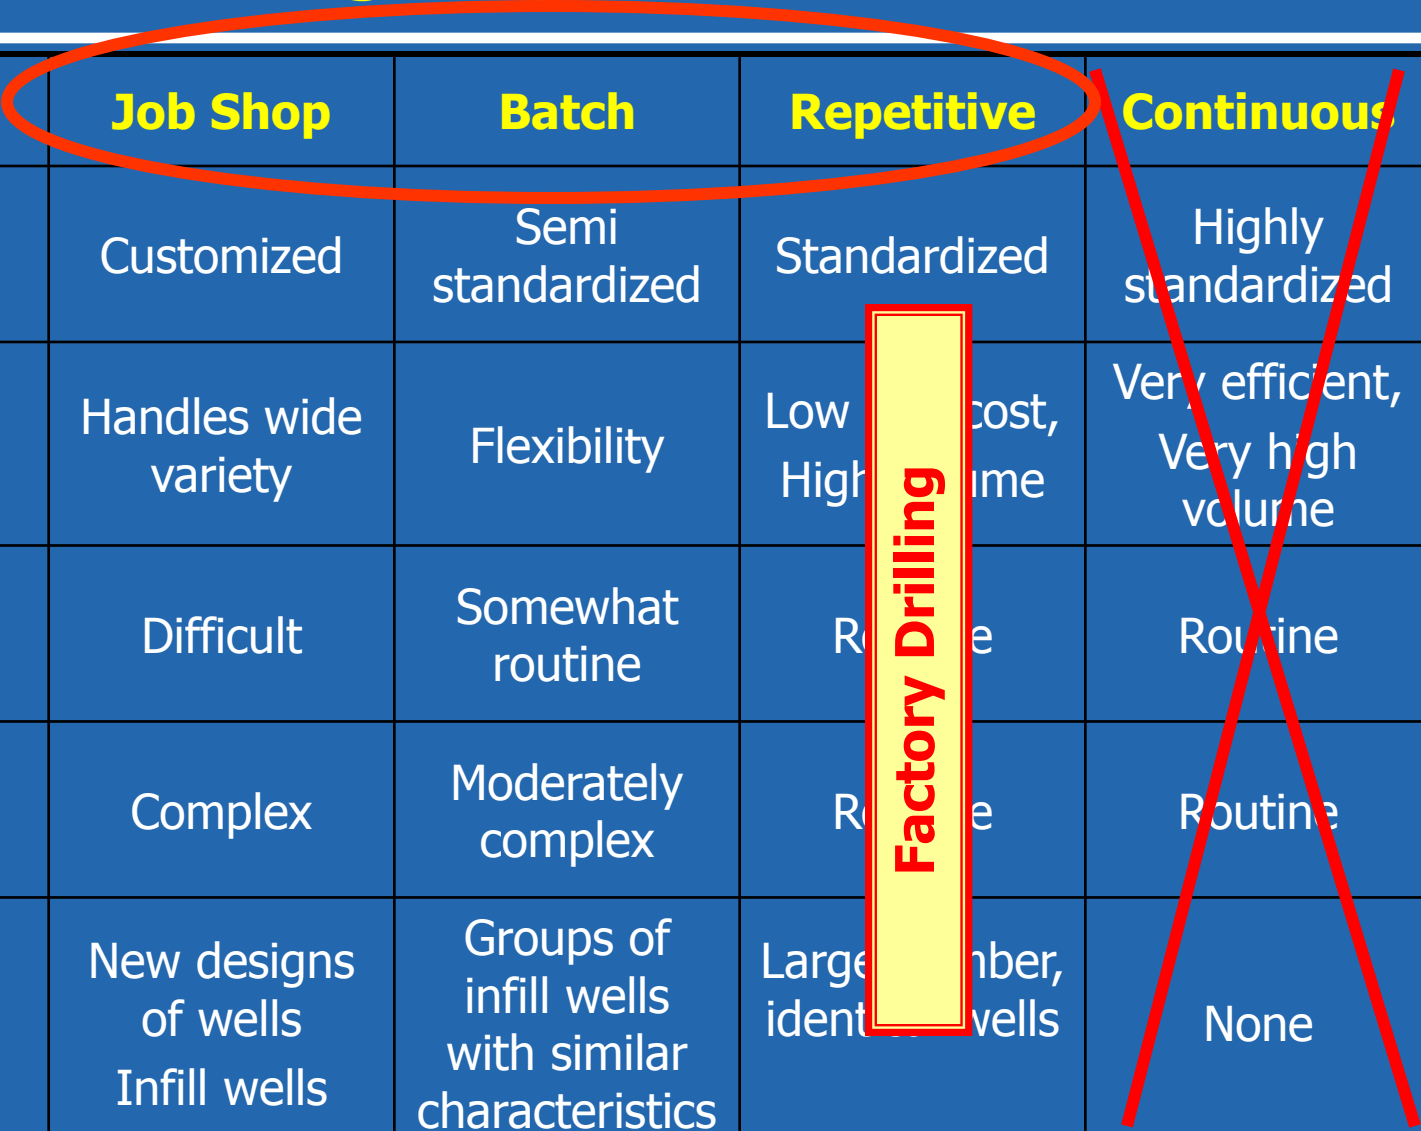 Job Shop
Batch
Repetitive
Continuous
Customized
Semi
standardized
Standardized
Highly
standardized
Handles wide
variety
Flexibility
Low cost,
High
Very efficient,
Very high
volume
Difficult
Somewhat
routine
Routine
Complex
Moderately
complex
Routine
New designs
of wells
Infill wells
Groups of
infill wells
with similar
characteristics
Large
wells
None
Factory Drilling